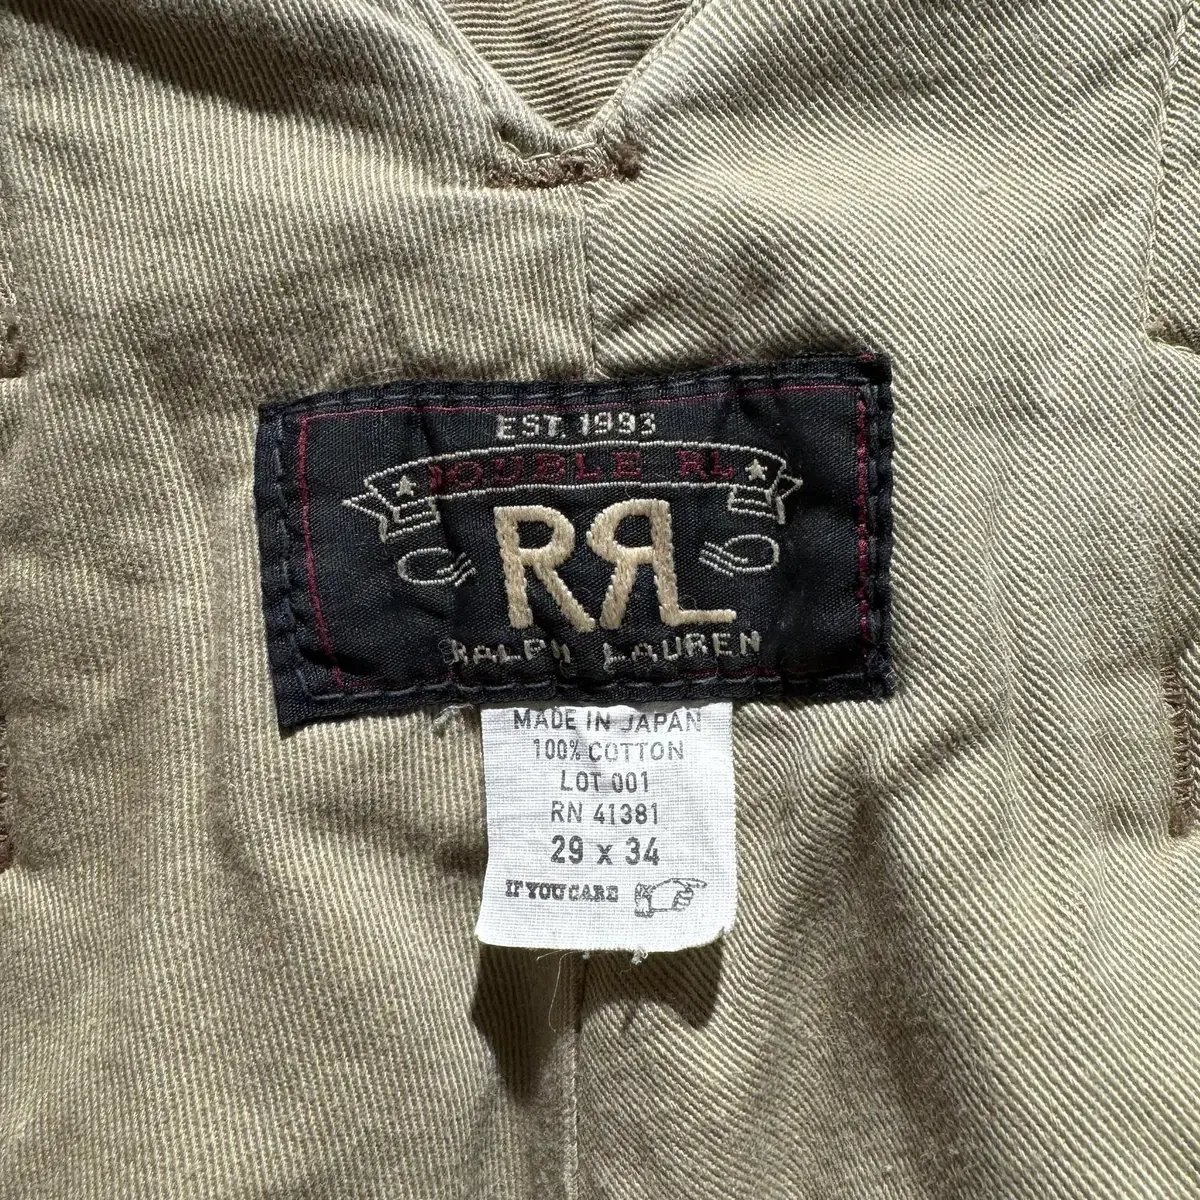 EST. 1993
DOUBLE RL
RRL
RALPH LAUREN
MADE IN JAPAN
100% COTTON
LOT 001
RN 41381
29 x 34
IF YOU CARE